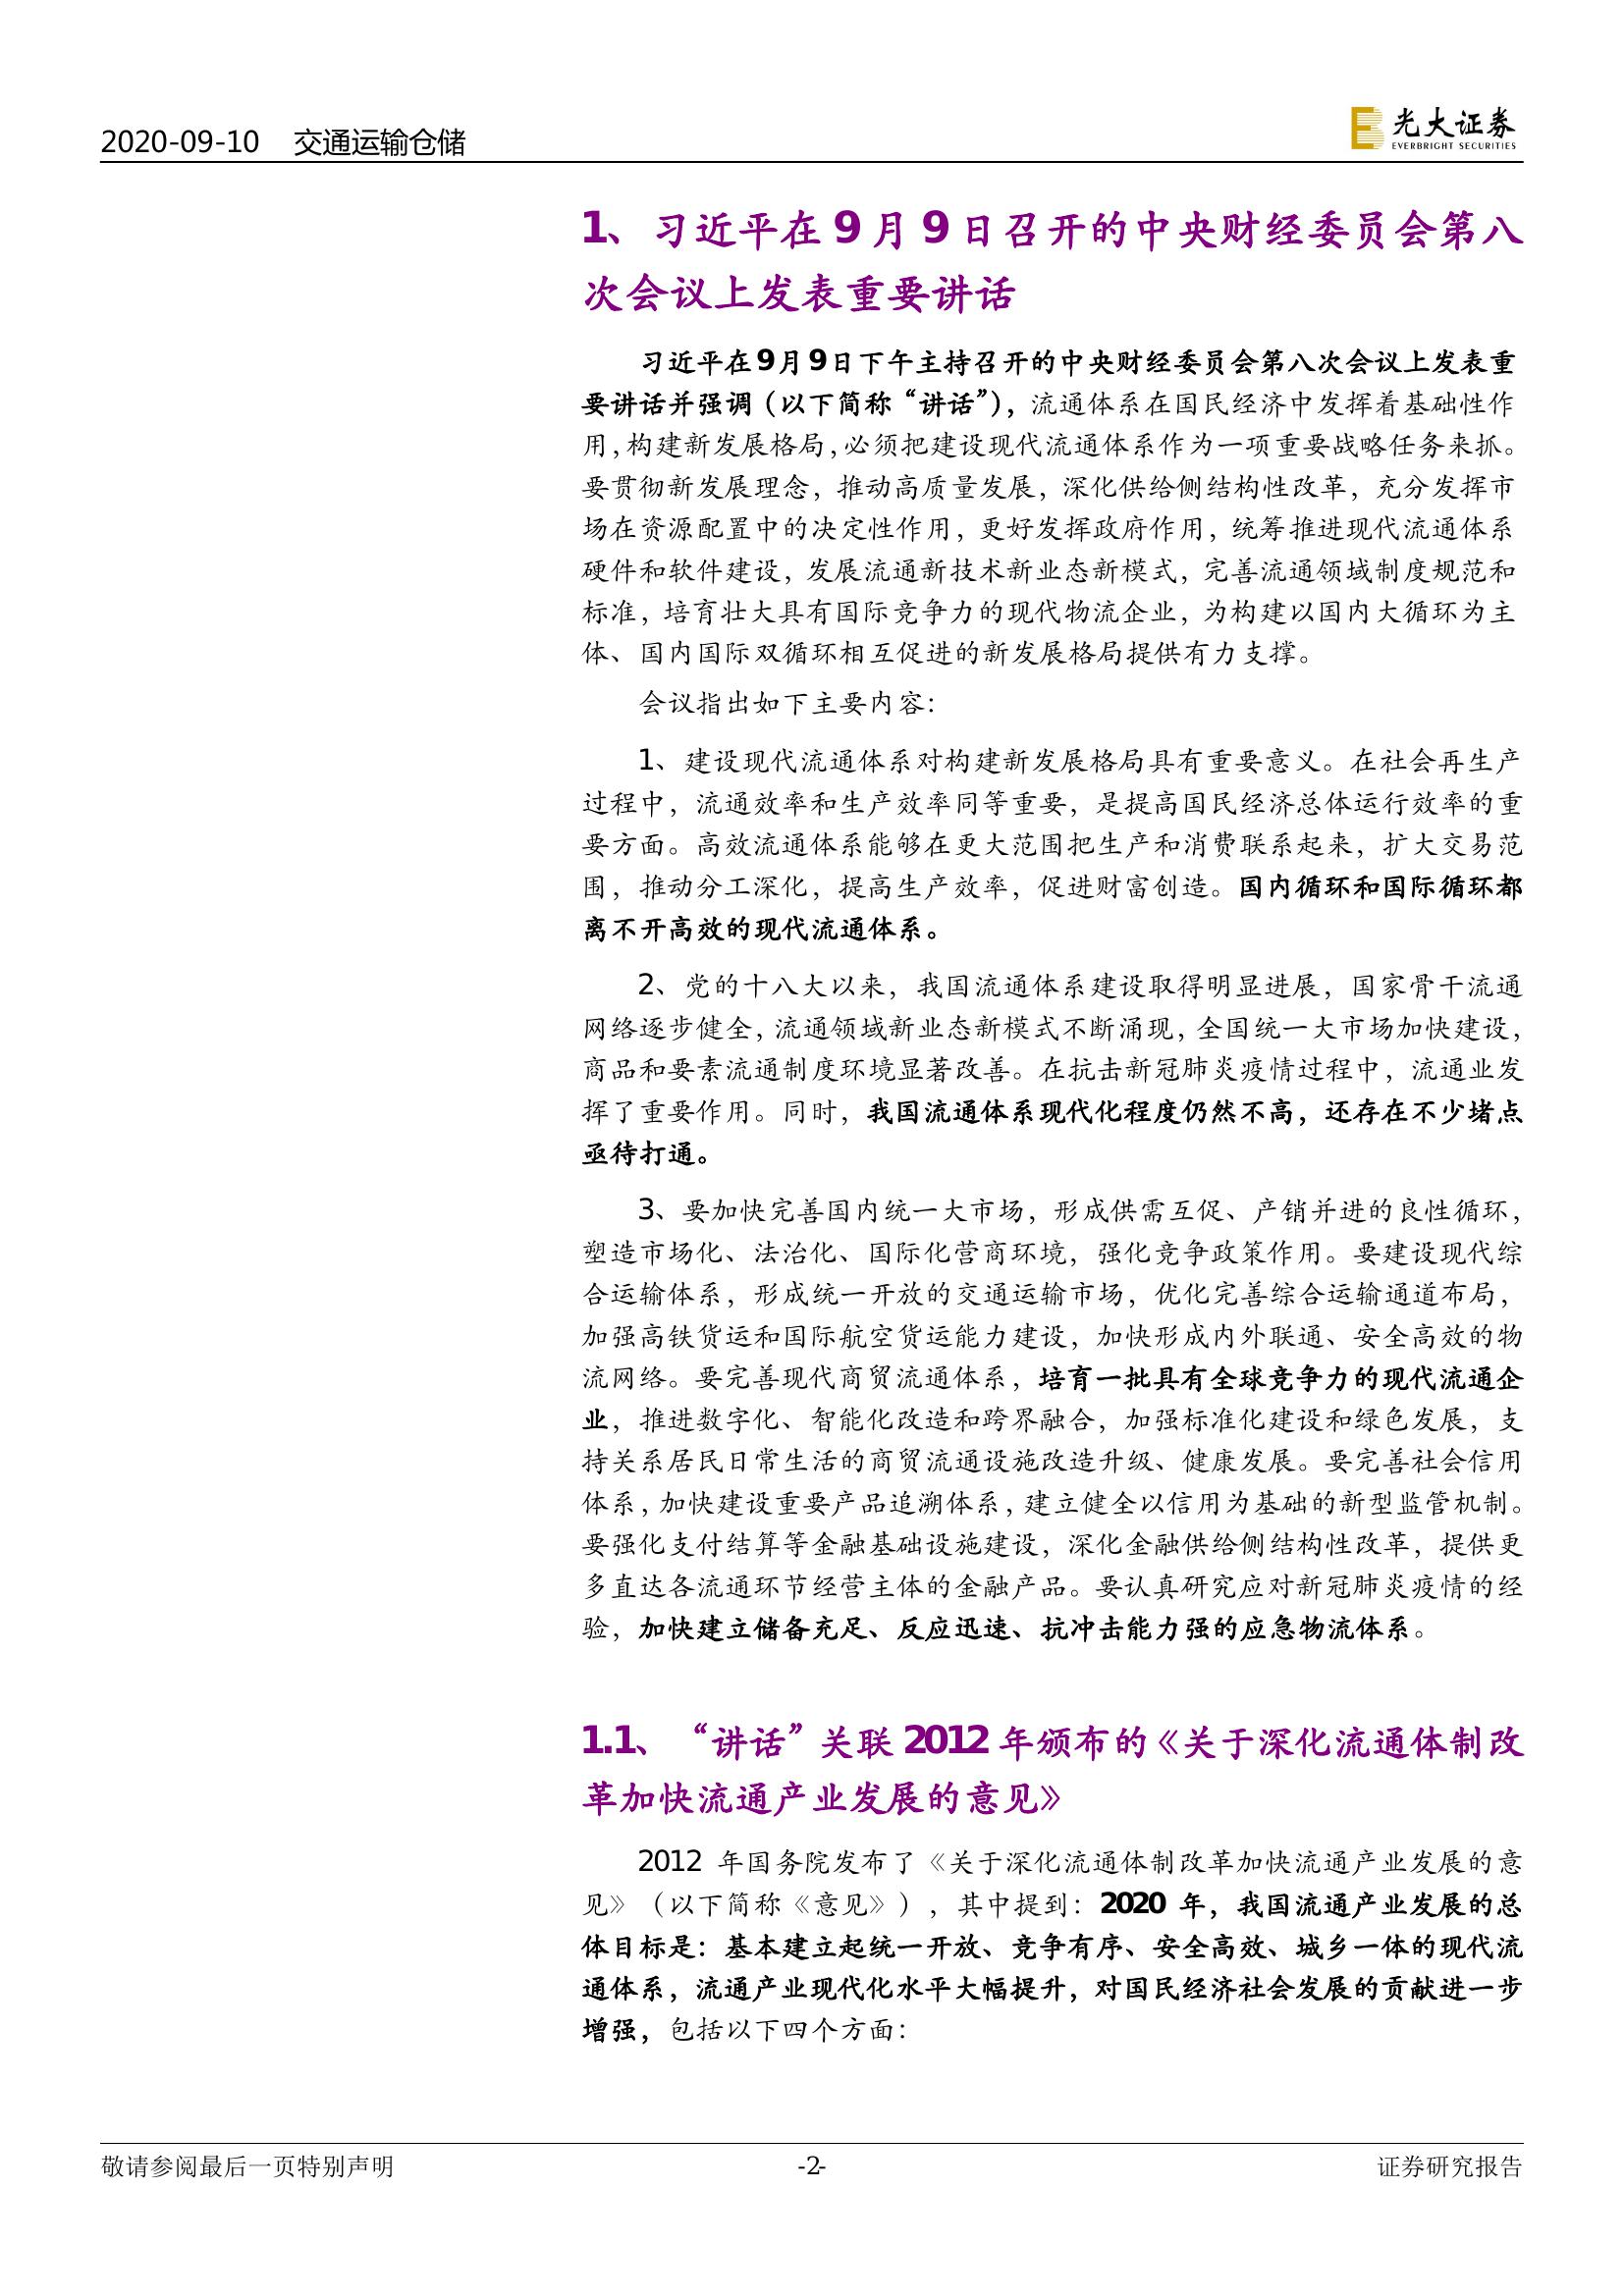 2020-09-10 交通运输仓储
光大证券
EVERBRIGHT SECURITIES
1、习近平在 9 月 9 日召开的中央财经委员会第八
次会议上发表重要讲话
习近平在9月9日下午主持召开的中央财经委员会第八次会议上发表重
要讲话并强调（以下简称“讲话”），流通体系在国民经济中发挥着基础性作
用，构建新发展格局，必须把建设现代流通体系作为一项重要战略任务来抓。
要贯彻新发展理念，推动高质量发展，深化供给侧结构性改革，充分发挥市
场在资源配置中的决定性作用，更好发挥政府作用，统筹推进现代流通体系
硬件和软件建设，发展流通新技术新业态新模式，完善流通领域制度规范和
标准，培育壮大具有国际竞争力的现代物流企业，为构建以国内大循环为主
体、国内国际双循环相互促进的新发展格局提供有力支撑。
会议指出如下主要内容：
1、建设现代流通体系对构建新发展格局具有重要意义。在社会再生产
过程中，流通效率和生产效率同等重要，是提高国民经济总体运行效率的重
要方面。高效流通体系能够在更大范围把生产和消费联系起来，扩大交易范
围，推动分工深化，提高生产效率，促进财富创造。国内循环和国际循环都
离不开高效的现代流通体系。
2、党的十八大以来，我国流通体系建设取得明显进展，国家骨干流通
网络逐步健全，流通领域新业态新模式不断涌现，全国统一大市场加快建设，
商品和要素流通制度环境显著改善。在抗击新冠肺炎疫情过程中，流通业发
挥了重要作用。同时，我国流通体系现代化程度仍然不高，还存在不少堵点
亟待打通。
3、要加快完善国内统一大市场，形成供需互促、产销并进的良性循环，
塑造市场化、法治化、国际化营商环境，强化竞争政策作用。要建设现代综
合运输体系，形成统一开放的交通运输市场，优化完善综合运输通道布局，
加强高铁货运和国际航空货运能力建设，加快形成内外联通、安全高效的物
流网络。要完善现代商贸流通体系，培育一批具有全球竞争力的现代流通企
业，推进数字化、智能化改造和跨界融合，加强标准化建设和绿色发展，支
持关系居民日常生活的商贸流通设施改造升级、健康发展。要完善社会信用
体系，加快建设重要产品追溯体系，建立健全以信用为基础的新型监管机制。
要强化支付结算等金融基础设施建设，深化金融供给侧结构性改革，提供更
多直达各流通环节经营主体的金融产品。要认真研究应对新冠肺炎疫情的经
验，加快建立储备充足、反应迅速、抗冲击能力强的应急物流体系。
1.1、“讲话”关联 2012 年颁布的《关于深化流通体制改
革加快流通产业发展的意见》
2012 年国务院发布了《关于深化流通体制改革加快流通产业发展的意
见》（以下简称《意见》），其中提到：2020 年，我国流通产业发展的总
体目标是：基本建立起统一开放、竞争有序、安全高效、城乡一体的现代流
通体系，流通产业现代化水平大幅提升，对国民经济社会发展的贡献进一步
增强，包括以下四个方面：
敬请参阅最后一页特别声明 -2- 证券研究报告